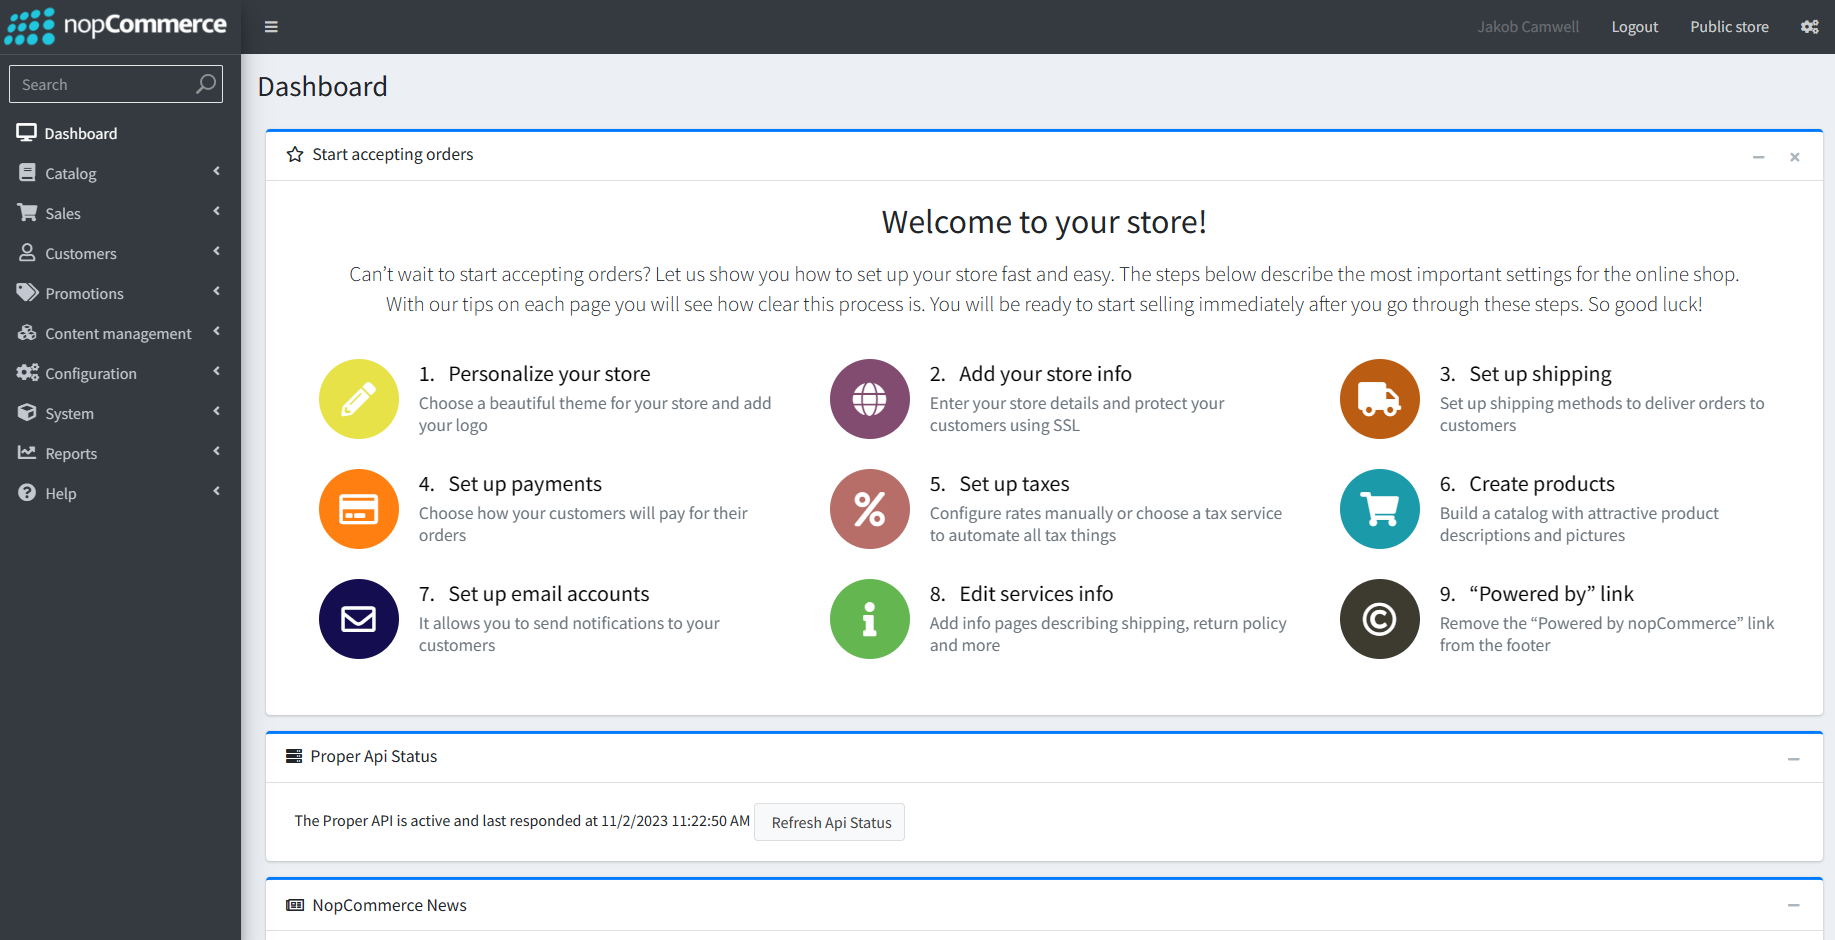 nopCommerce
Jakob Camwell
Logout
Public store
Search
Dashboard
Catalog
Sales
Customers
Promotions
Content management
Configuration
System
Reports
Help
Dashboard
Start accepting orders
Welcome to your store!
Can’t wait to start accepting orders? Let us show you how to set up your store fast and easy. The steps below describe the most important settings for the online shop.
With our tips on each page you will see how clear this process is. You will be ready to start selling immediately after you go through these steps. So good luck!
1. Personalize your store
Choose a beautiful theme for your store and add
your logo
2. Add your store info
Enter your store details and protect your
customers using SSL
3. Set up shipping
Set up shipping methods to deliver orders to
customers
4. Set up payments
Choose how your customers will pay for their
orders
5. Set up taxes
Configure rates manually or choose a tax service
to automate all tax things
6. Create products
Build a catalog with attractive product
descriptions and pictures
7. Set up email accounts
It allows you to send notifications to your
customers
8. Edit services info
Add info pages describing shipping, return policy
and more
9. “Powered by” link
Remove the “Powered by nopCommerce” link
from the footer
Proper Api Status
The Proper API is active and last responded at 11/2/2023 11:22:50 AM
Refresh Api Status
NopCommerce News